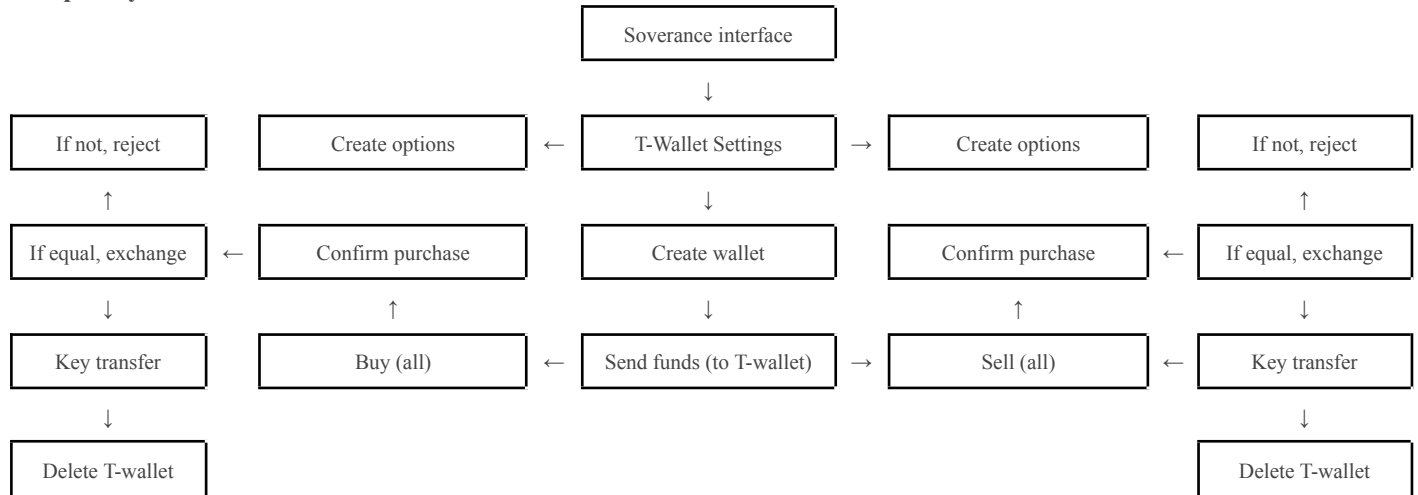 Soverance interface
↓
If not, reject Create options ← T-Wallet Settings → Create options If not, reject
↑ ↓ ↑
If equal, exchange ← Confirm purchase Create wallet Confirm purchase ← If equal, exchange
↓ ↑ ↓ ↑ ↓
Key transfer Buy (all) ← Send funds (to T-wallet) → Sell (all) ← Key transfer
↓ ↓
Delete T-wallet Delete T-wallet